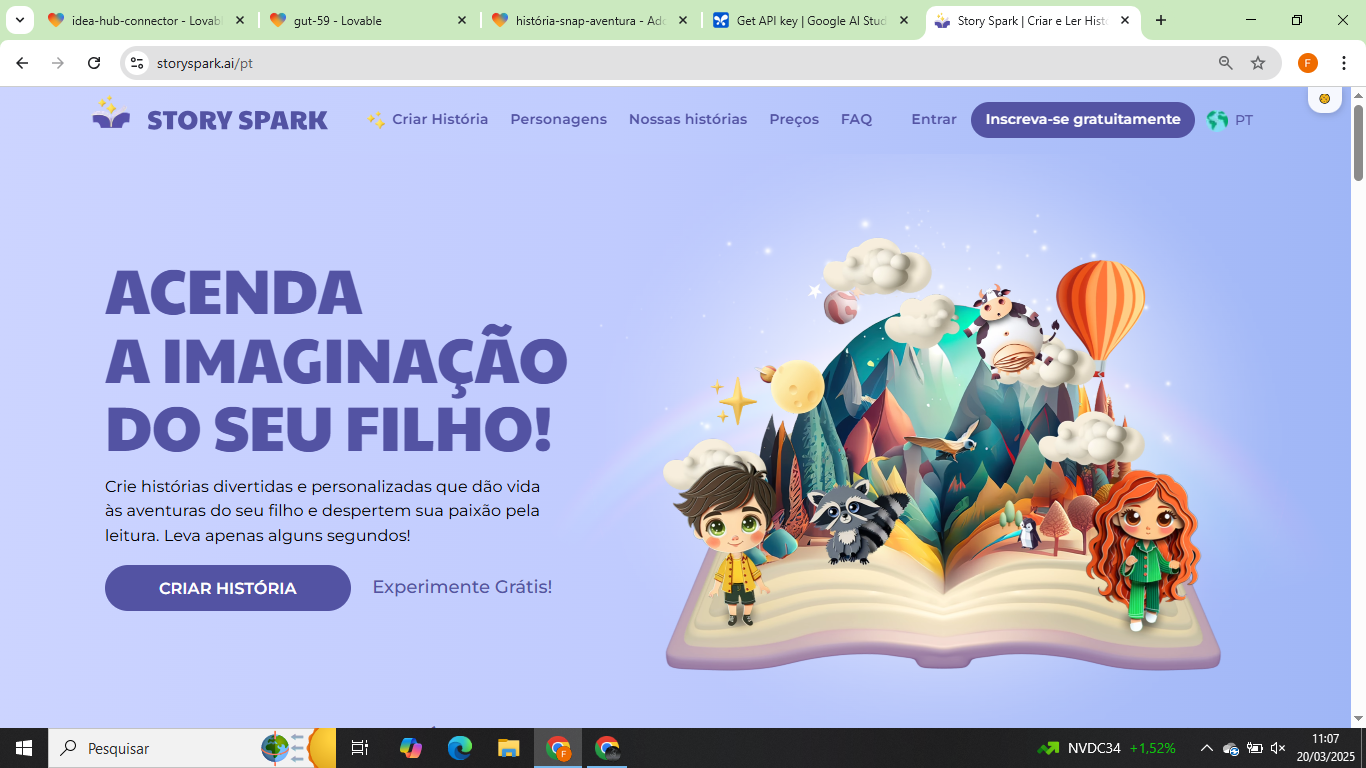 idea-hub-connector - Lovabl
gut-59 - Lovable
história-snap-aventura - Ado
Get API key | Google AI Stud
Story Spark | Criar e Ler Histó
storyspark.ai/pt
F
STORY SPARK
Criar História
Personagens
Nossas histórias
Preços
FAQ
Entrar
Inscreva-se gratuitamente
PT
ACENDA
A IMAGINAÇÃO
DO SEU FILHO!
Crie histórias divertidas e personalizadas que dão vida
às aventuras do seu filho e despertem sua paixão pela
leitura. Leva apenas alguns segundos!
CRIAR HISTÓRIA
Experimente Grátis!
Pesquisar
F
NVDC34 +1,52%
11:07
20/03/2025